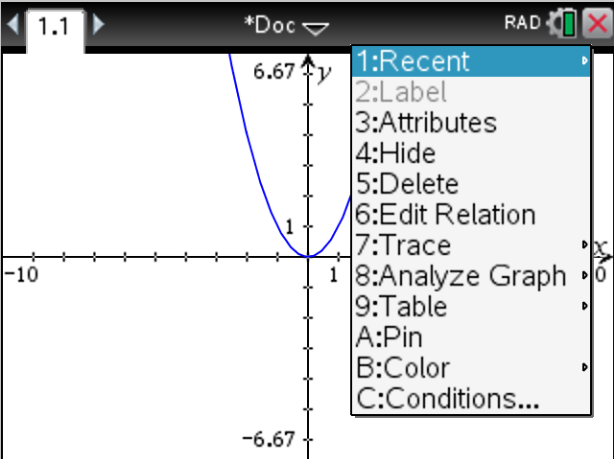 1.1 *Doc RAD
6.67 y
1
-10 1 x
0
-6.67
1:Recent
2:Label
3:Attributes
4:Hide
5:Delete
6:Edit Relation
7:Trace
8:Analyze Graph
9:Table
A:Pin
B:Color
C:Conditions...